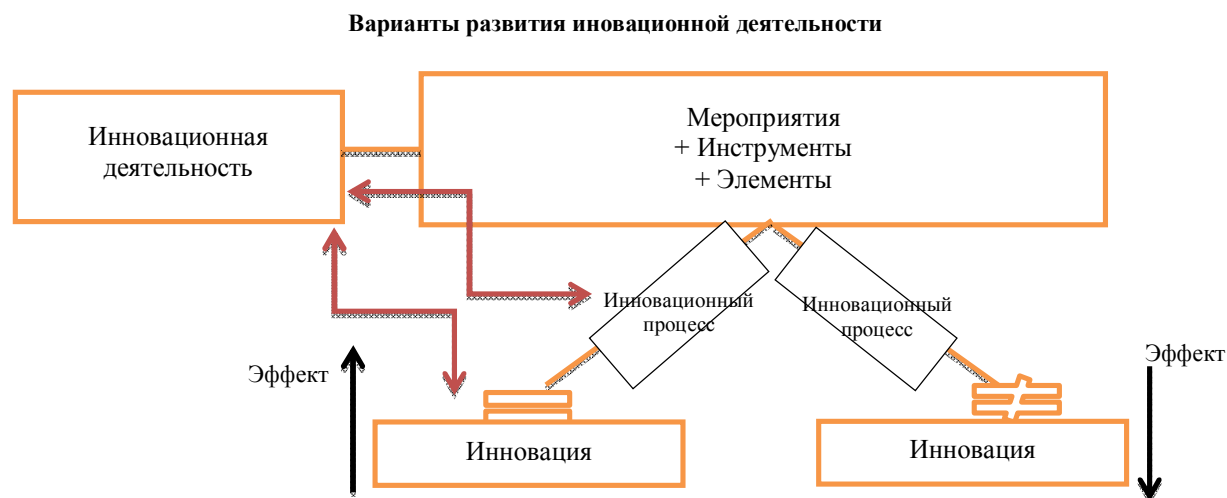 Варианты развития иновационной деятельности
Инновационная
деятельность
Мероприятия
+ Инструменты
+ Элементы
Инновационный
процесс
Инновационный
процесс
Эффект
Эффект
Инновация
Инновация